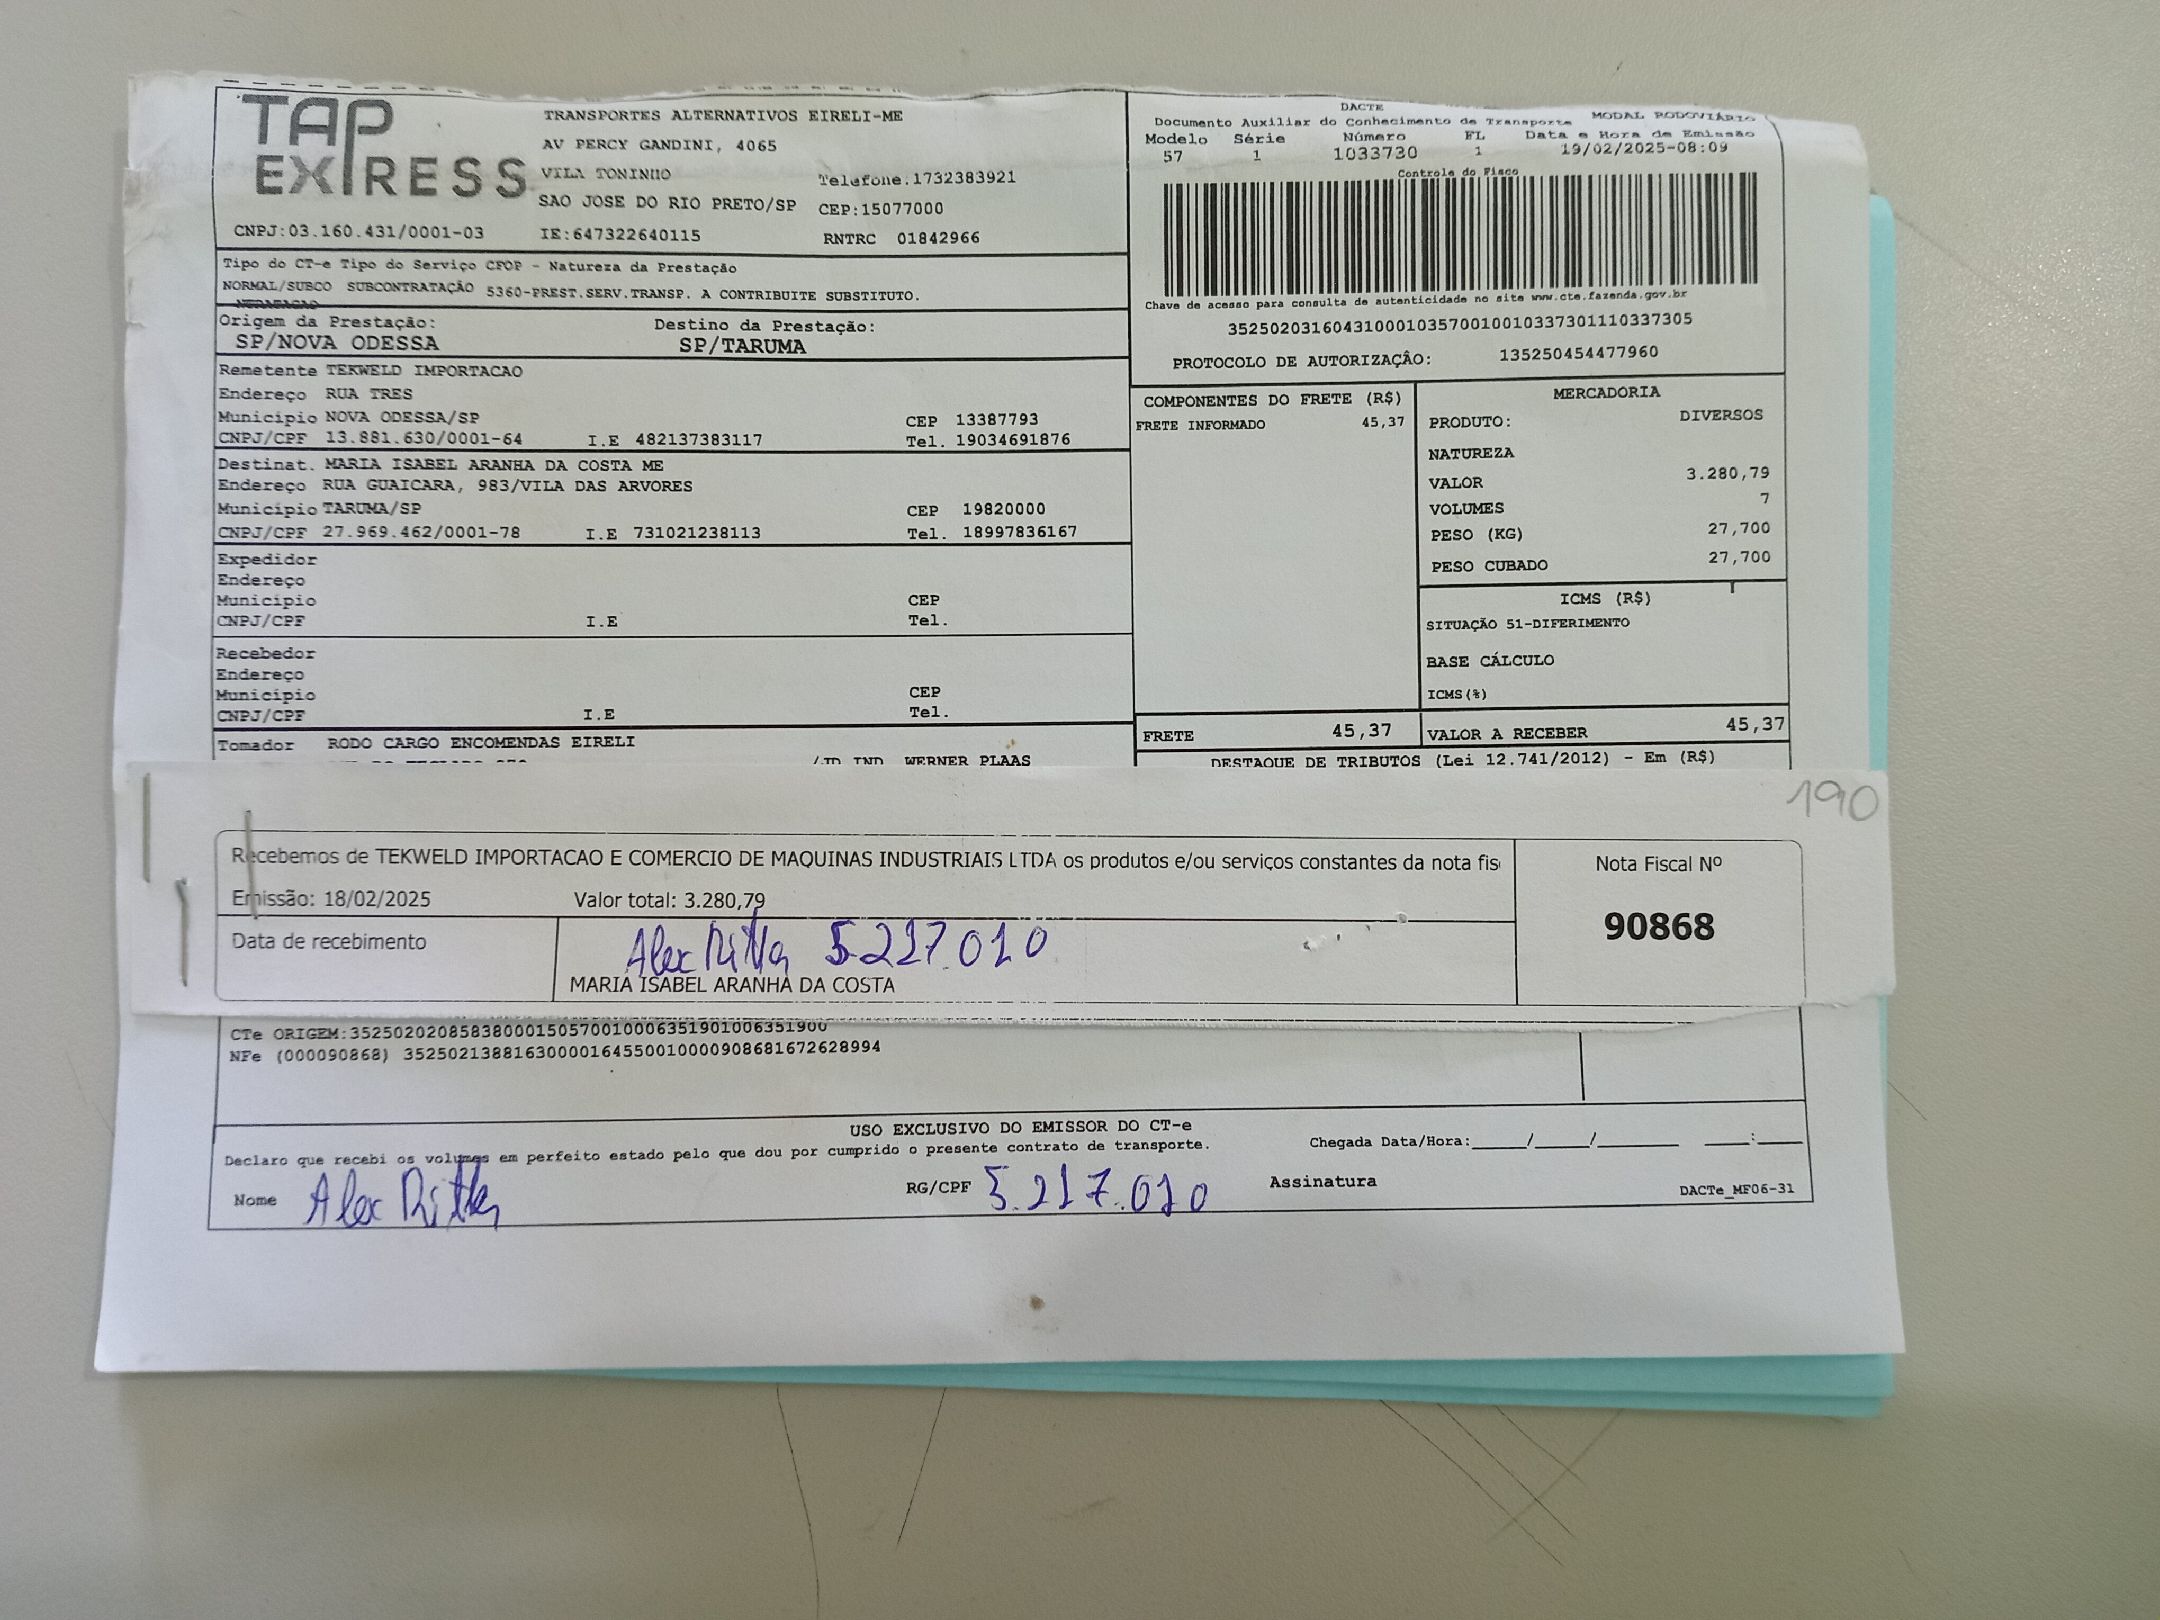 TAP EXPRESS
TRANSPORTES ALTERNATIVOS EIRELI-ME
AV PERCY GANDINI, 4065
VILA TONINHO Telefone.1732383921
SAO JOSE DO RIO PRETO/SP CEP:15077000
CNPJ:03.160.431/0001-03 IE:647322640115 RNTRC 01842966
DACTE
Documento Auxiliar do Conhecimento de Transporte MODAL RODOVIÁRIO
Modelo Série Número FL Data e Hora de Emissão
57 1 1033730 1 19/02/2025-08:09
Controle do Fisco
Chave de acesso para consulta de autenticidade no site www.cte.fazenda.gov.br
35250203160431000103570010010337301110337305
PROTOCOLO DE AUTORIZAÇÂO: 135250454477960
Tipo do CT-e Tipo do Serviço CFOP - Natureza da Prestação
NORMAL/SUBCO SUBCONTRATAÇÃO 5360-PREST.SERV.TRANSP. A CONTRIBUITE SUBSTITUTO.
Origem da Prestação: Destino da Prestação:
SP/NOVA ODESSA SP/TARUMA
Remetente TEKWELD IMPORTACAO
Endereço RUA TRES
Municipio NOVA ODESSA/SP CEP 13387793
CNPJ/CPF 13.881.630/0001-64 I.E 482137383117 Tel. 19034691876
Destinat. MARIA ISABEL ARANHA DA COSTA ME
Endereço RUA GUAICARA, 983/VILA DAS ARVORES
Municipio TARUMA/SP CEP 19820000
CNPJ/CPF 27.969.462/0001-78 I.E 731021238113 Tel. 18997836167
Expedidor
Endereço
Municipio CEP
CNPJ/CPF I.E Tel.
Recebedor
Endereço
Municipio CEP
CNPJ/CPF I.E Tel.
Tomador RODO CARGO ENCOMENDAS EIRELI
/JD IND WERNER PLAAS
COMPONENTES DO FRETE (R$)
FRETE INFORMADO 45,37
MERCADORIA
PRODUTO: DIVERSOS
NATUREZA
VALOR 3.280,79
VOLUMES 7
PESO (KG) 27,700
PESO CUBADO 27,700
ICMS (R$)
SITUAÇÃO 51-DIFERIMENTO
BASE CÁLCULO
ICMS(%)
FRETE 45,37 VALOR A RECEBER 45,37
DESTAQUE DE TRIBUTOS (Lei 12.741/2012) - Em (R$)
190
Recebemos de TEKWELD IMPORTACAO E COMERCIO DE MAQUINAS INDUSTRIAIS LTDA os produtos e/ou serviços constantes da nota fis
Emissão: 18/02/2025 Valor total: 3.280,79
Data de recebimento
Alex 5.217.010
MARIA ISABEL ARANHA DA COSTA
Nota Fiscal Nº
90868
CTe ORIGEM:35250202085838000150570010006351901006351900
NFe (000090868) 35250213881630000164550010000908681672628994
USO EXCLUSIVO DO EMISSOR DO CT-e
Declaro que recebi os volumes em perfeito estado pelo que dou por cumprido o presente contrato de transporte. Chegada Data/Hora:_____/_____/_______ ____:____
Nome Alex RG/CPF 5.217.010 Assinatura
DACTe_MF06-31